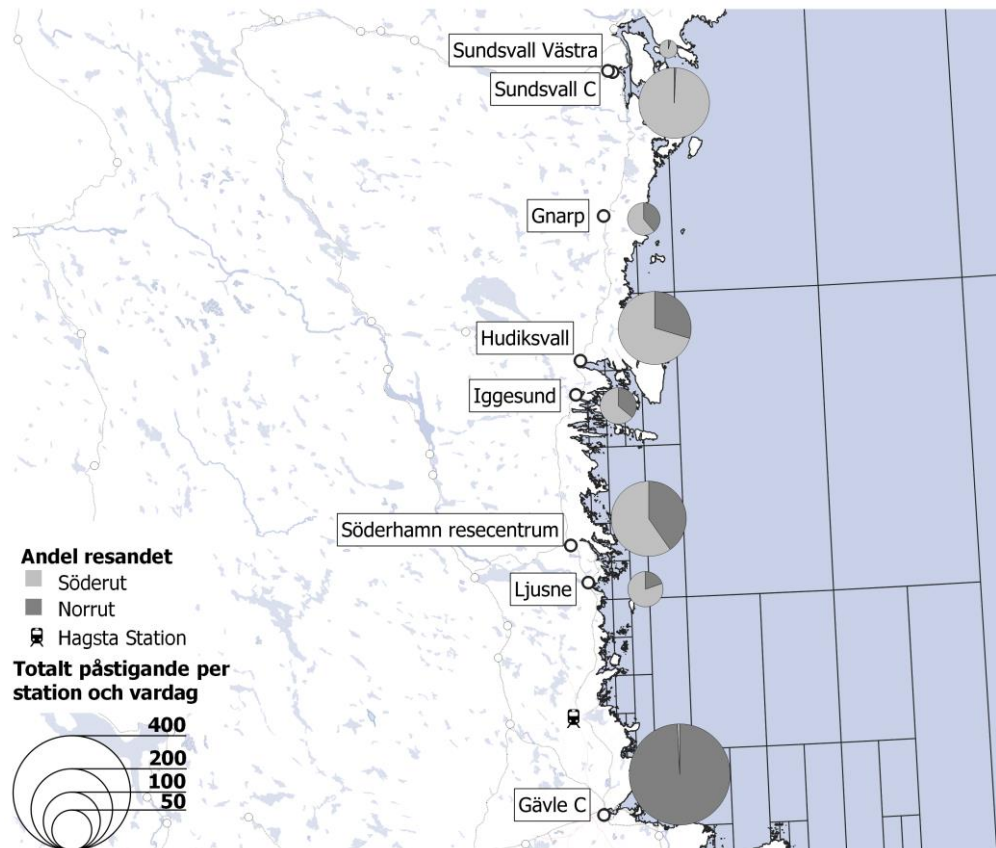 Sundsvall Västra
Sundsvall C
Gnarp
Hudiksvall
Iggesund
Söderhamn resecentrum
Ljusne
Gävle C
Andel resandet
Söderut
Norrut
Hagsta Station
Totalt påstigande per
station och vardag
400
200
100
50